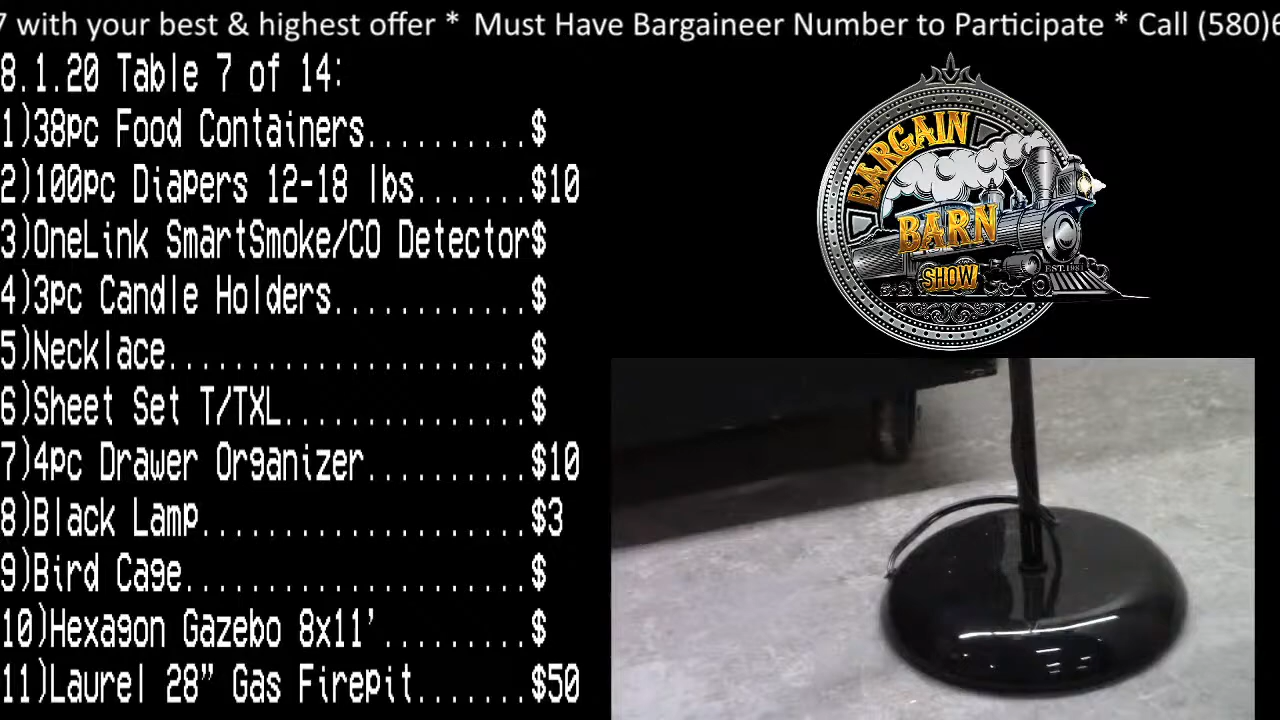 7 with your best & highest offer * Must Have Bargaineer Number to Participate * Call (580)6
8.1.20 Table 7 of 14:
1)38pc Food Containers..........$
2)100pc Diapers 12-18 lbs.......$10
3)OneLink SmartSmoke/CO Detector$
4)3pc Candle Holders............$
5)Necklace......................$
6)Sheet Set T/TXL...............$
7)4pc Drawer Organizer..........$10
8)Black Lamp....................$3
9)Bird Cage.....................$
10)Hexagon Gazebo 8x11'.........$
11)Laurel 28" Gas Firepit.......$50
BARGAIN
BARN
SHOW